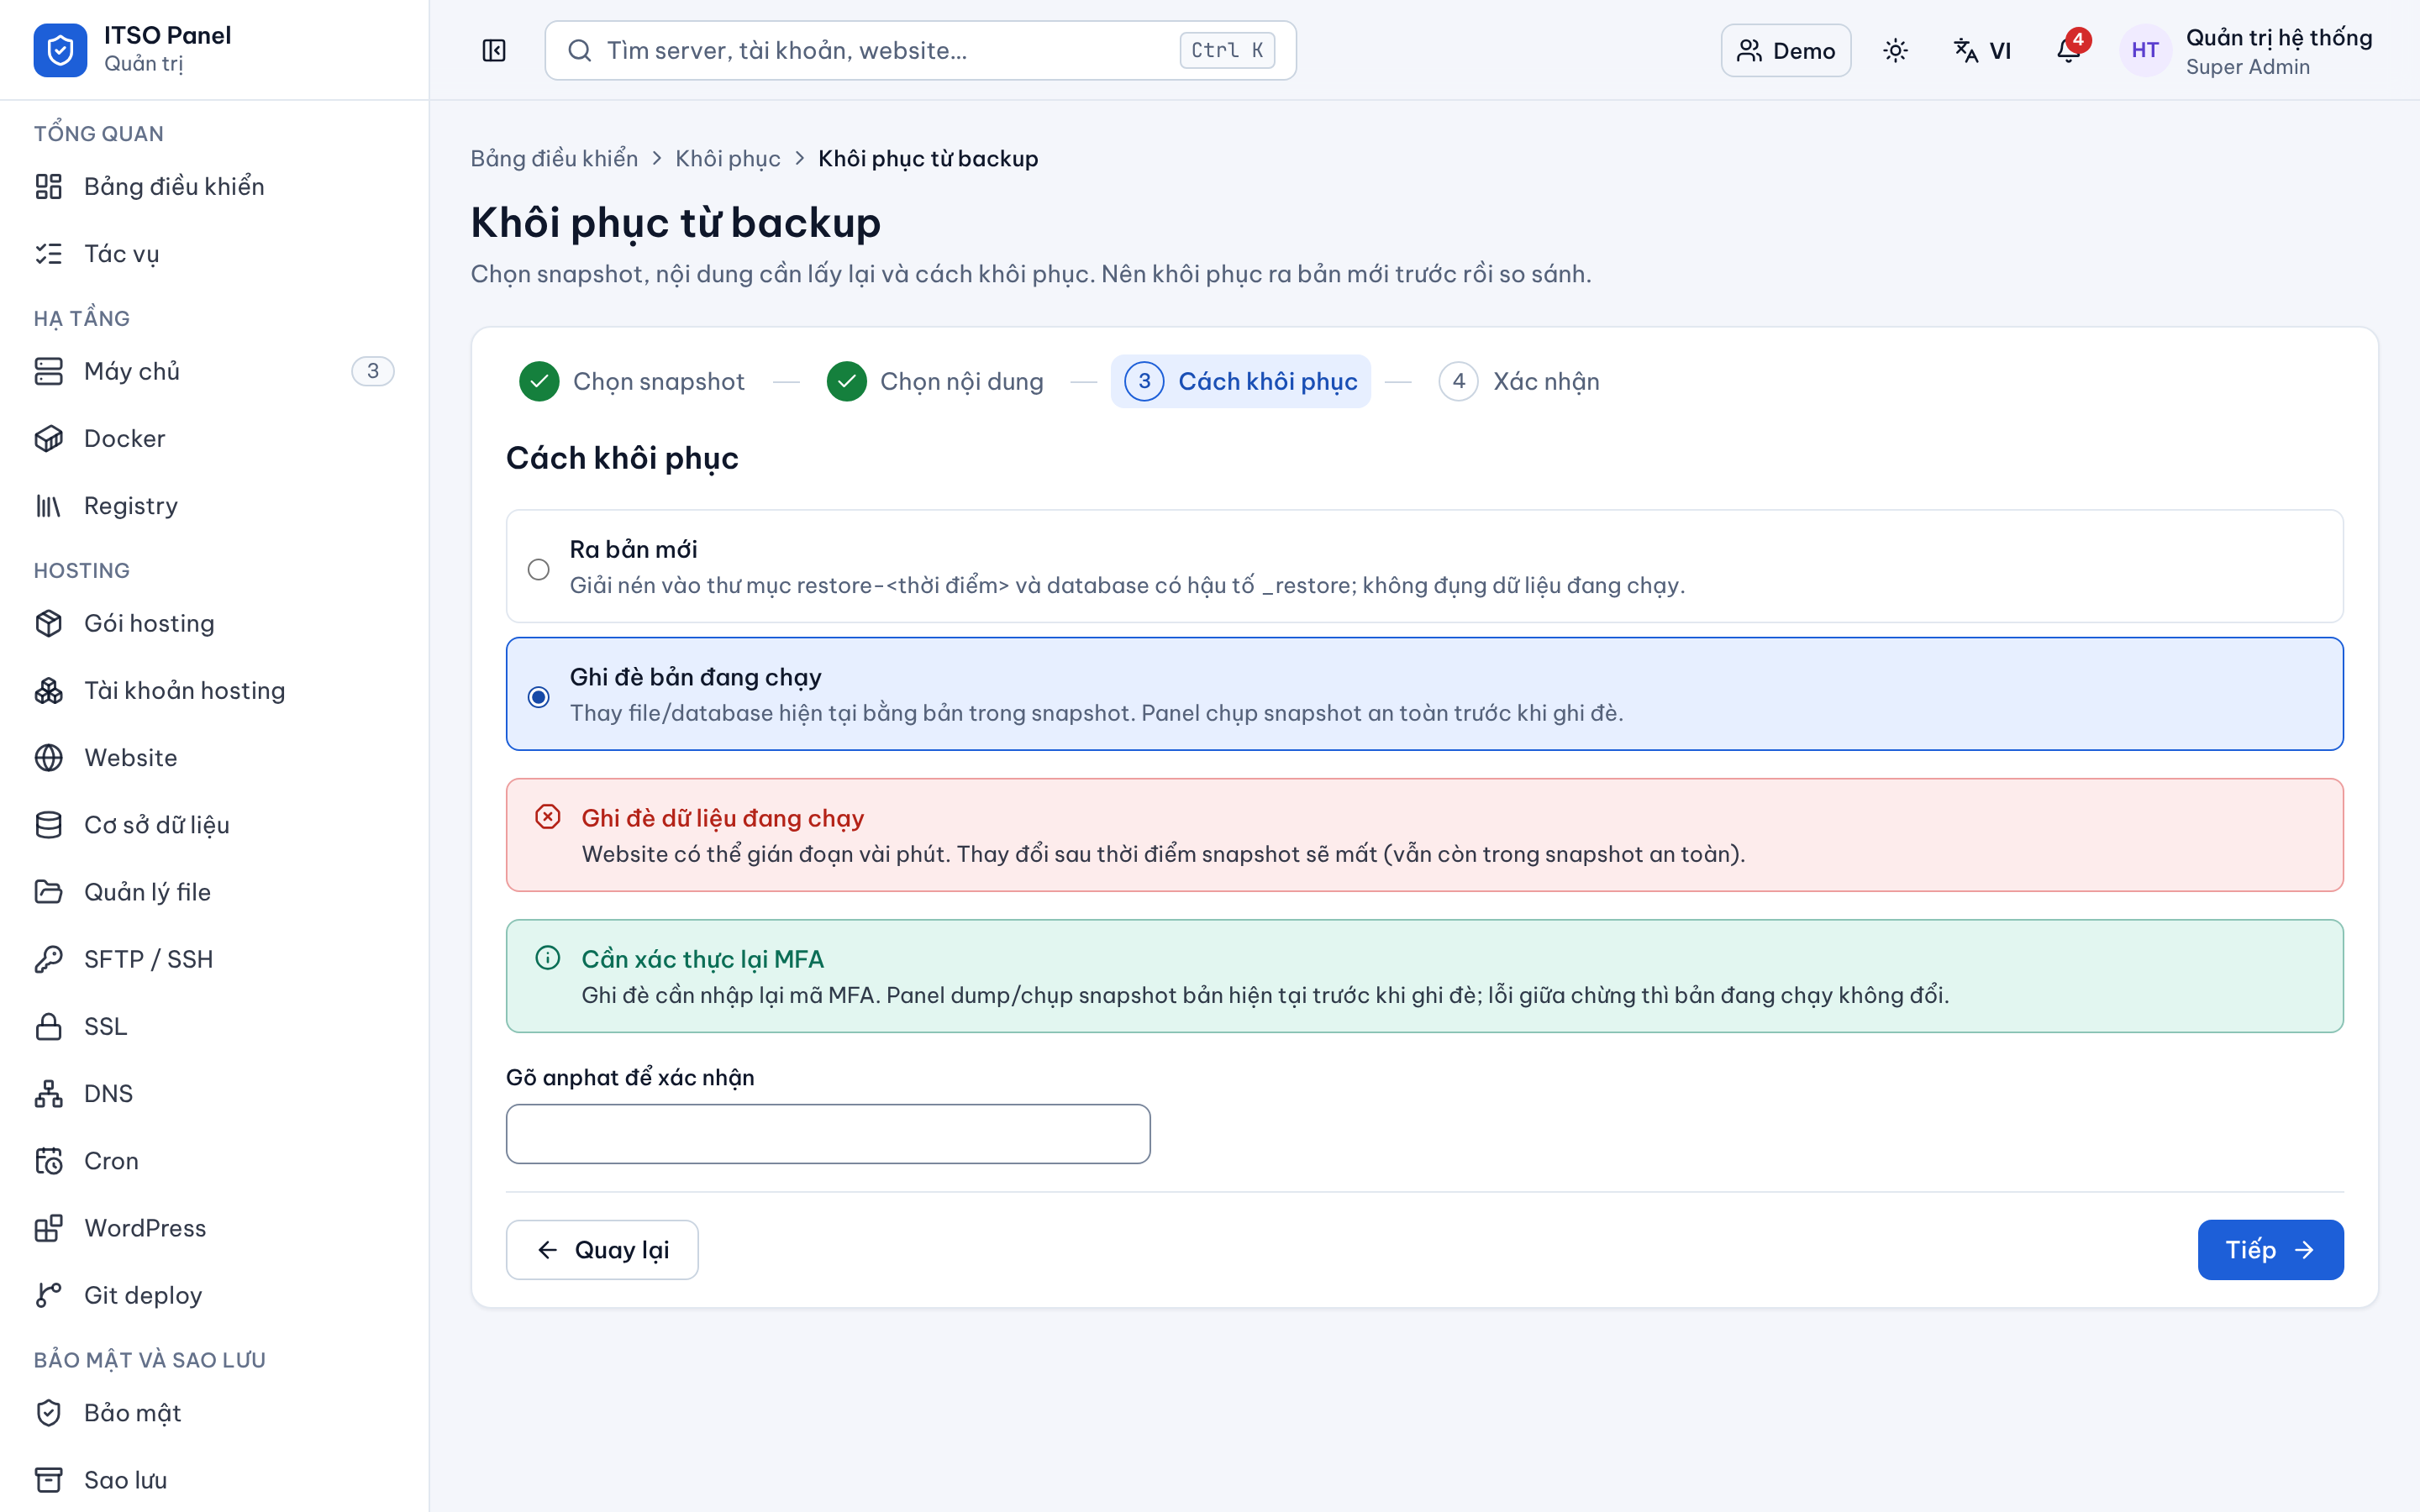 ITSO Panel
Quản trị
Tìm server, tài khoản, website...
Ctrl K
Demo
VI
4
HT
Quản trị hệ thống
Super Admin
TỔNG QUAN
Bảng điều khiển
Tác vụ
HẠ TẦNG
Máy chủ
3
Docker
Registry
HOSTING
Gói hosting
Tài khoản hosting
Website
Cơ sở dữ liệu
Quản lý file
SFTP / SSH
SSL
DNS
Cron
WordPress
Git deploy
BẢO MẬT VÀ SAO LƯU
Bảo mật
Sao lưu
Bảng điều khiển > Khôi phục > Khôi phục từ backup
Khôi phục từ backup
Chọn snapshot, nội dung cần lấy lại và cách khôi phục. Nên khôi phục ra bản mới trước rồi so sánh.
Chọn snapshot
Chọn nội dung
3 Cách khôi phục
4 Xác nhận
Cách khôi phục
Ra bản mới
Giải nén vào thư mục restore-<thời điểm> và database có hậu tố _restore; không đụng dữ liệu đang chạy.
Ghi đè bản đang chạy
Thay file/database hiện tại bằng bản trong snapshot. Panel chụp snapshot an toàn trước khi ghi đè.
Ghi đè dữ liệu đang chạy
Website có thể gián đoạn vài phút. Thay đổi sau thời điểm snapshot sẽ mất (vẫn còn trong snapshot an toàn).
Cần xác thực lại MFA
Ghi đè cần nhập lại mã MFA. Panel dump/chụp snapshot bản hiện tại trước khi ghi đè; lỗi giữa chừng thì bản đang chạy không đổi.
Gõ anphat để xác nhận
Quay lại
Tiếp